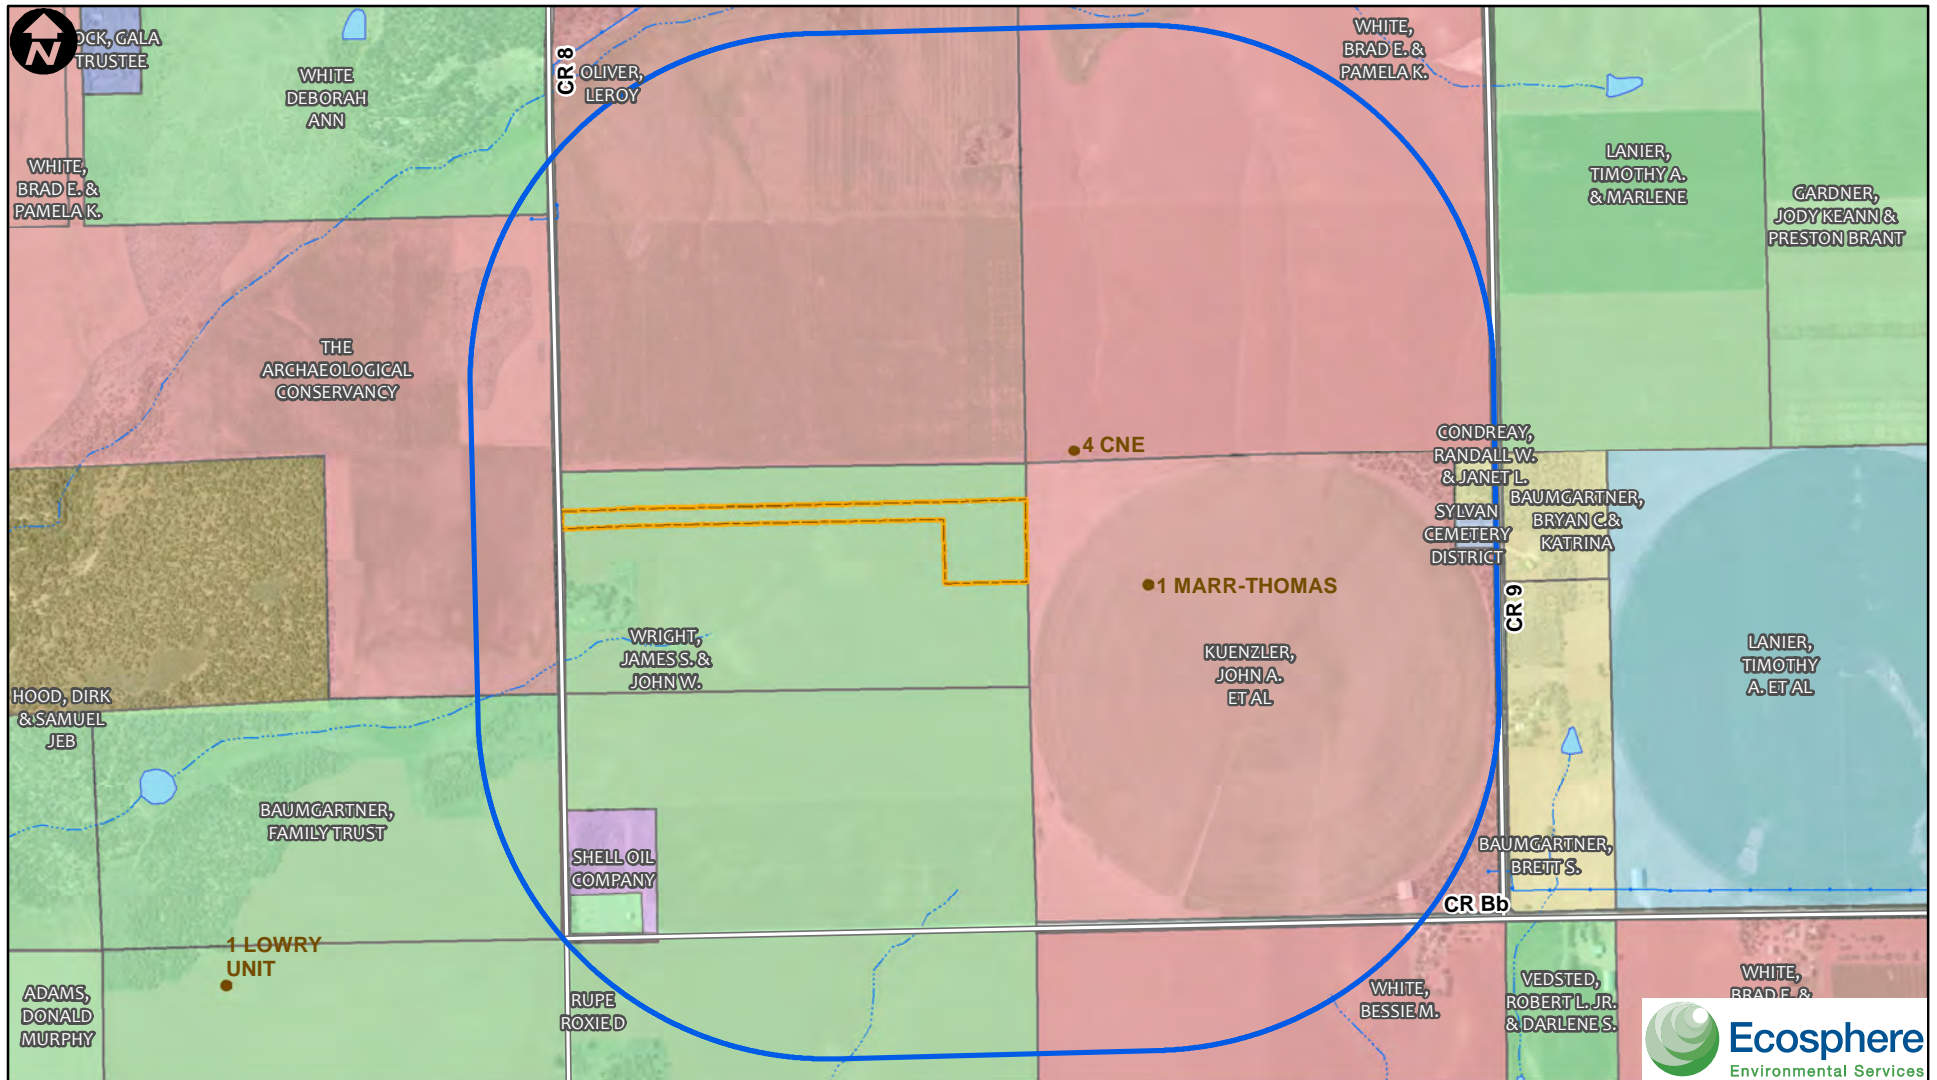 N
OCK, GALA
TRUSTEE
WHITE
DEBORAH
ANN
CR 8
OLIVER,
LEROY
WHITE,
BRAD E. &
PAMELA K.
WHITE,
BRAD E. &
PAMELA K.
LANIER,
TIMOTHY A.
& MARLENE
GARDNER,
JODY KEANN &
PRESTON BRANT
THE
ARCHAEOLOGICAL
CONSERVANCY
4 CNE
CONDREAY,
RANDALL W.
& JANET L.
BAUMGARTNER,
BRYAN C.&
KATRINA
SYLVAN
CEMETERY
DISTRICT
1 MARR-THOMAS
CR 9
WRIGHT,
JAMES S. &
JOHN W.
KUENZLER,
JOHN A.
ET AL
LANIER,
TIMOTHY
A. ET AL
HOOD, DIRK
& SAMUEL
JEB
BAUMGARTNER,
FAMILY TRUST
SHELL OIL
COMPANY
BAUMGARTNER,
BRETT S.
CR Bb
1 LOWRY
UNIT
ADAMS,
DONALD
MURPHY
RUPE
ROXIE D
WHITE,
BESSIE M.
VEDSTED,
ROBERT L. JR.
& DARLENE S.
WHITE,
BRAD E. &
Ecosphere
Environmental Services